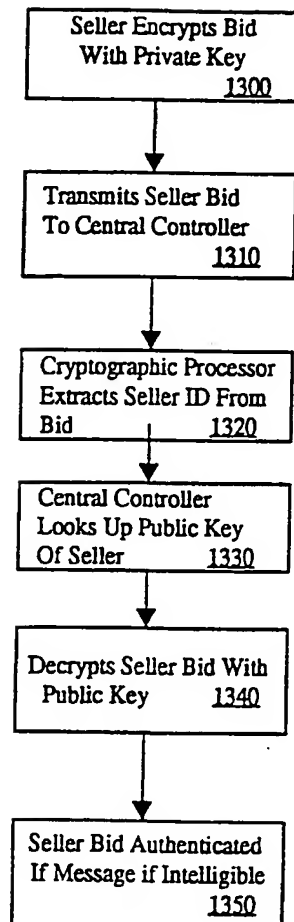 Seller Encrypts Bid
With Private Key
1300
Transmits Seller Bid
To Central Controller
1310
Cryptographic Processor
Extracts Seller ID From
Bid 1320
Central Controller
Looks Up Public Key
Of Seller 1330
Decrypts Seller Bid With
Public Key 1340
Seller Bid Authenticated
If Message if Intelligible
1350